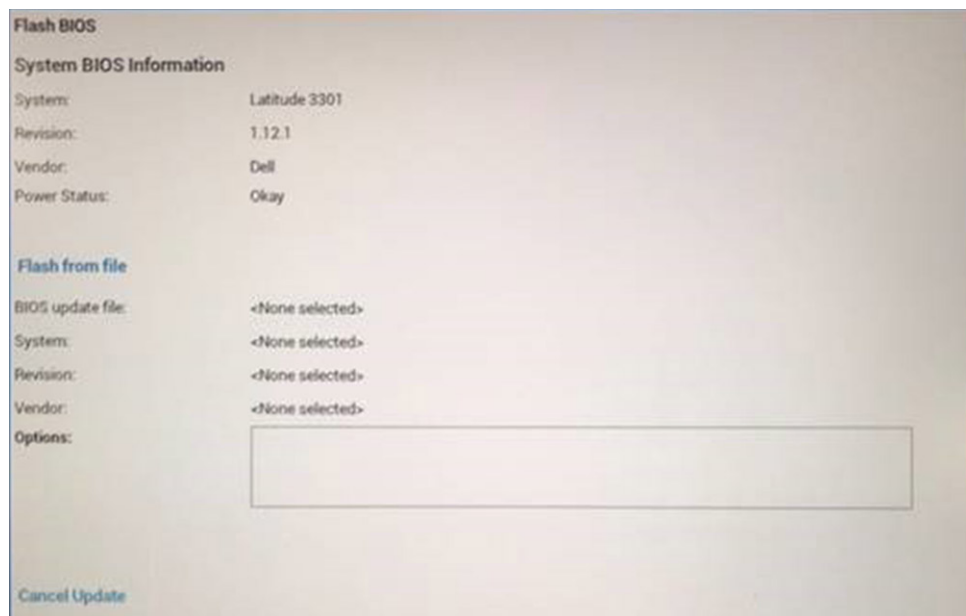 Flash BIOS
System BIOS Information
System: Latitude 3301
Revision: 1.12.1
Vendor: Dell
Power Status: Okay
Flash from file
BIOS update file: <None selected>
System: <None selected>
Revision: <None selected>
Vendor: <None selected>
Options:
Cancel Update